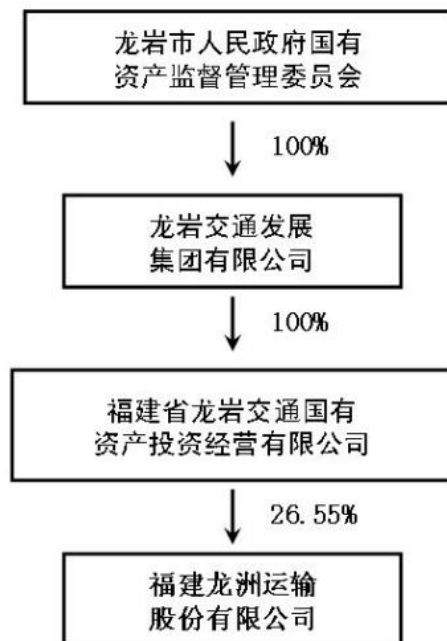 龙岩市人民政府国有
资产监督管理委员会
100%
龙岩交通发展
集团有限公司
100%
福建省龙岩交通国有
资产投资经营有限公司
26.55%
福建龙洲运输
股份有限公司